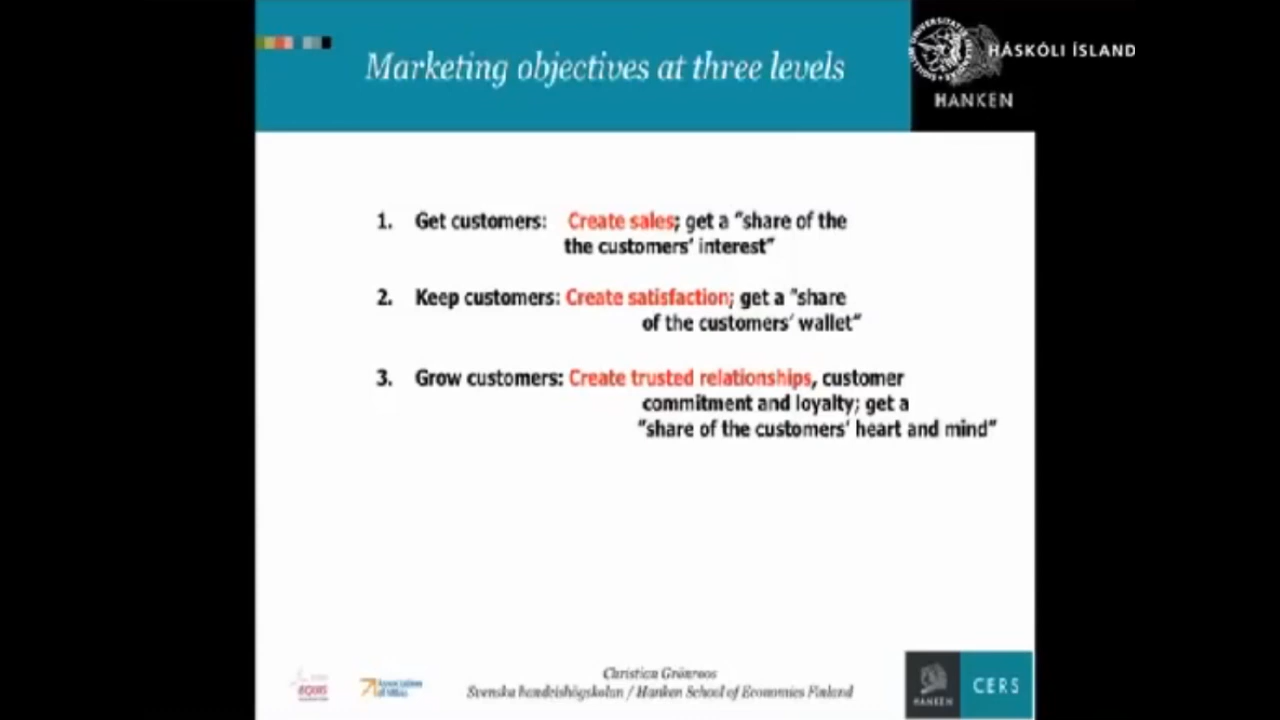 Marketing objectives at three levels
HÁSKÓLI ÍSLAND
HANKEN
1. Get customers: Create sales; get a "share of the
the customers' interest"
2. Keep customers: Create satisfaction; get a "share
of the customers' wallet"
3. Grow customers: Create trusted relationships, customer
commitment and loyalty; get a
"share of the customers' heart and mind"
Christian Grönroos
Svenska handelshögskolan / Hanken School of Economics Finland
EQUIS
HANKEN
CERS